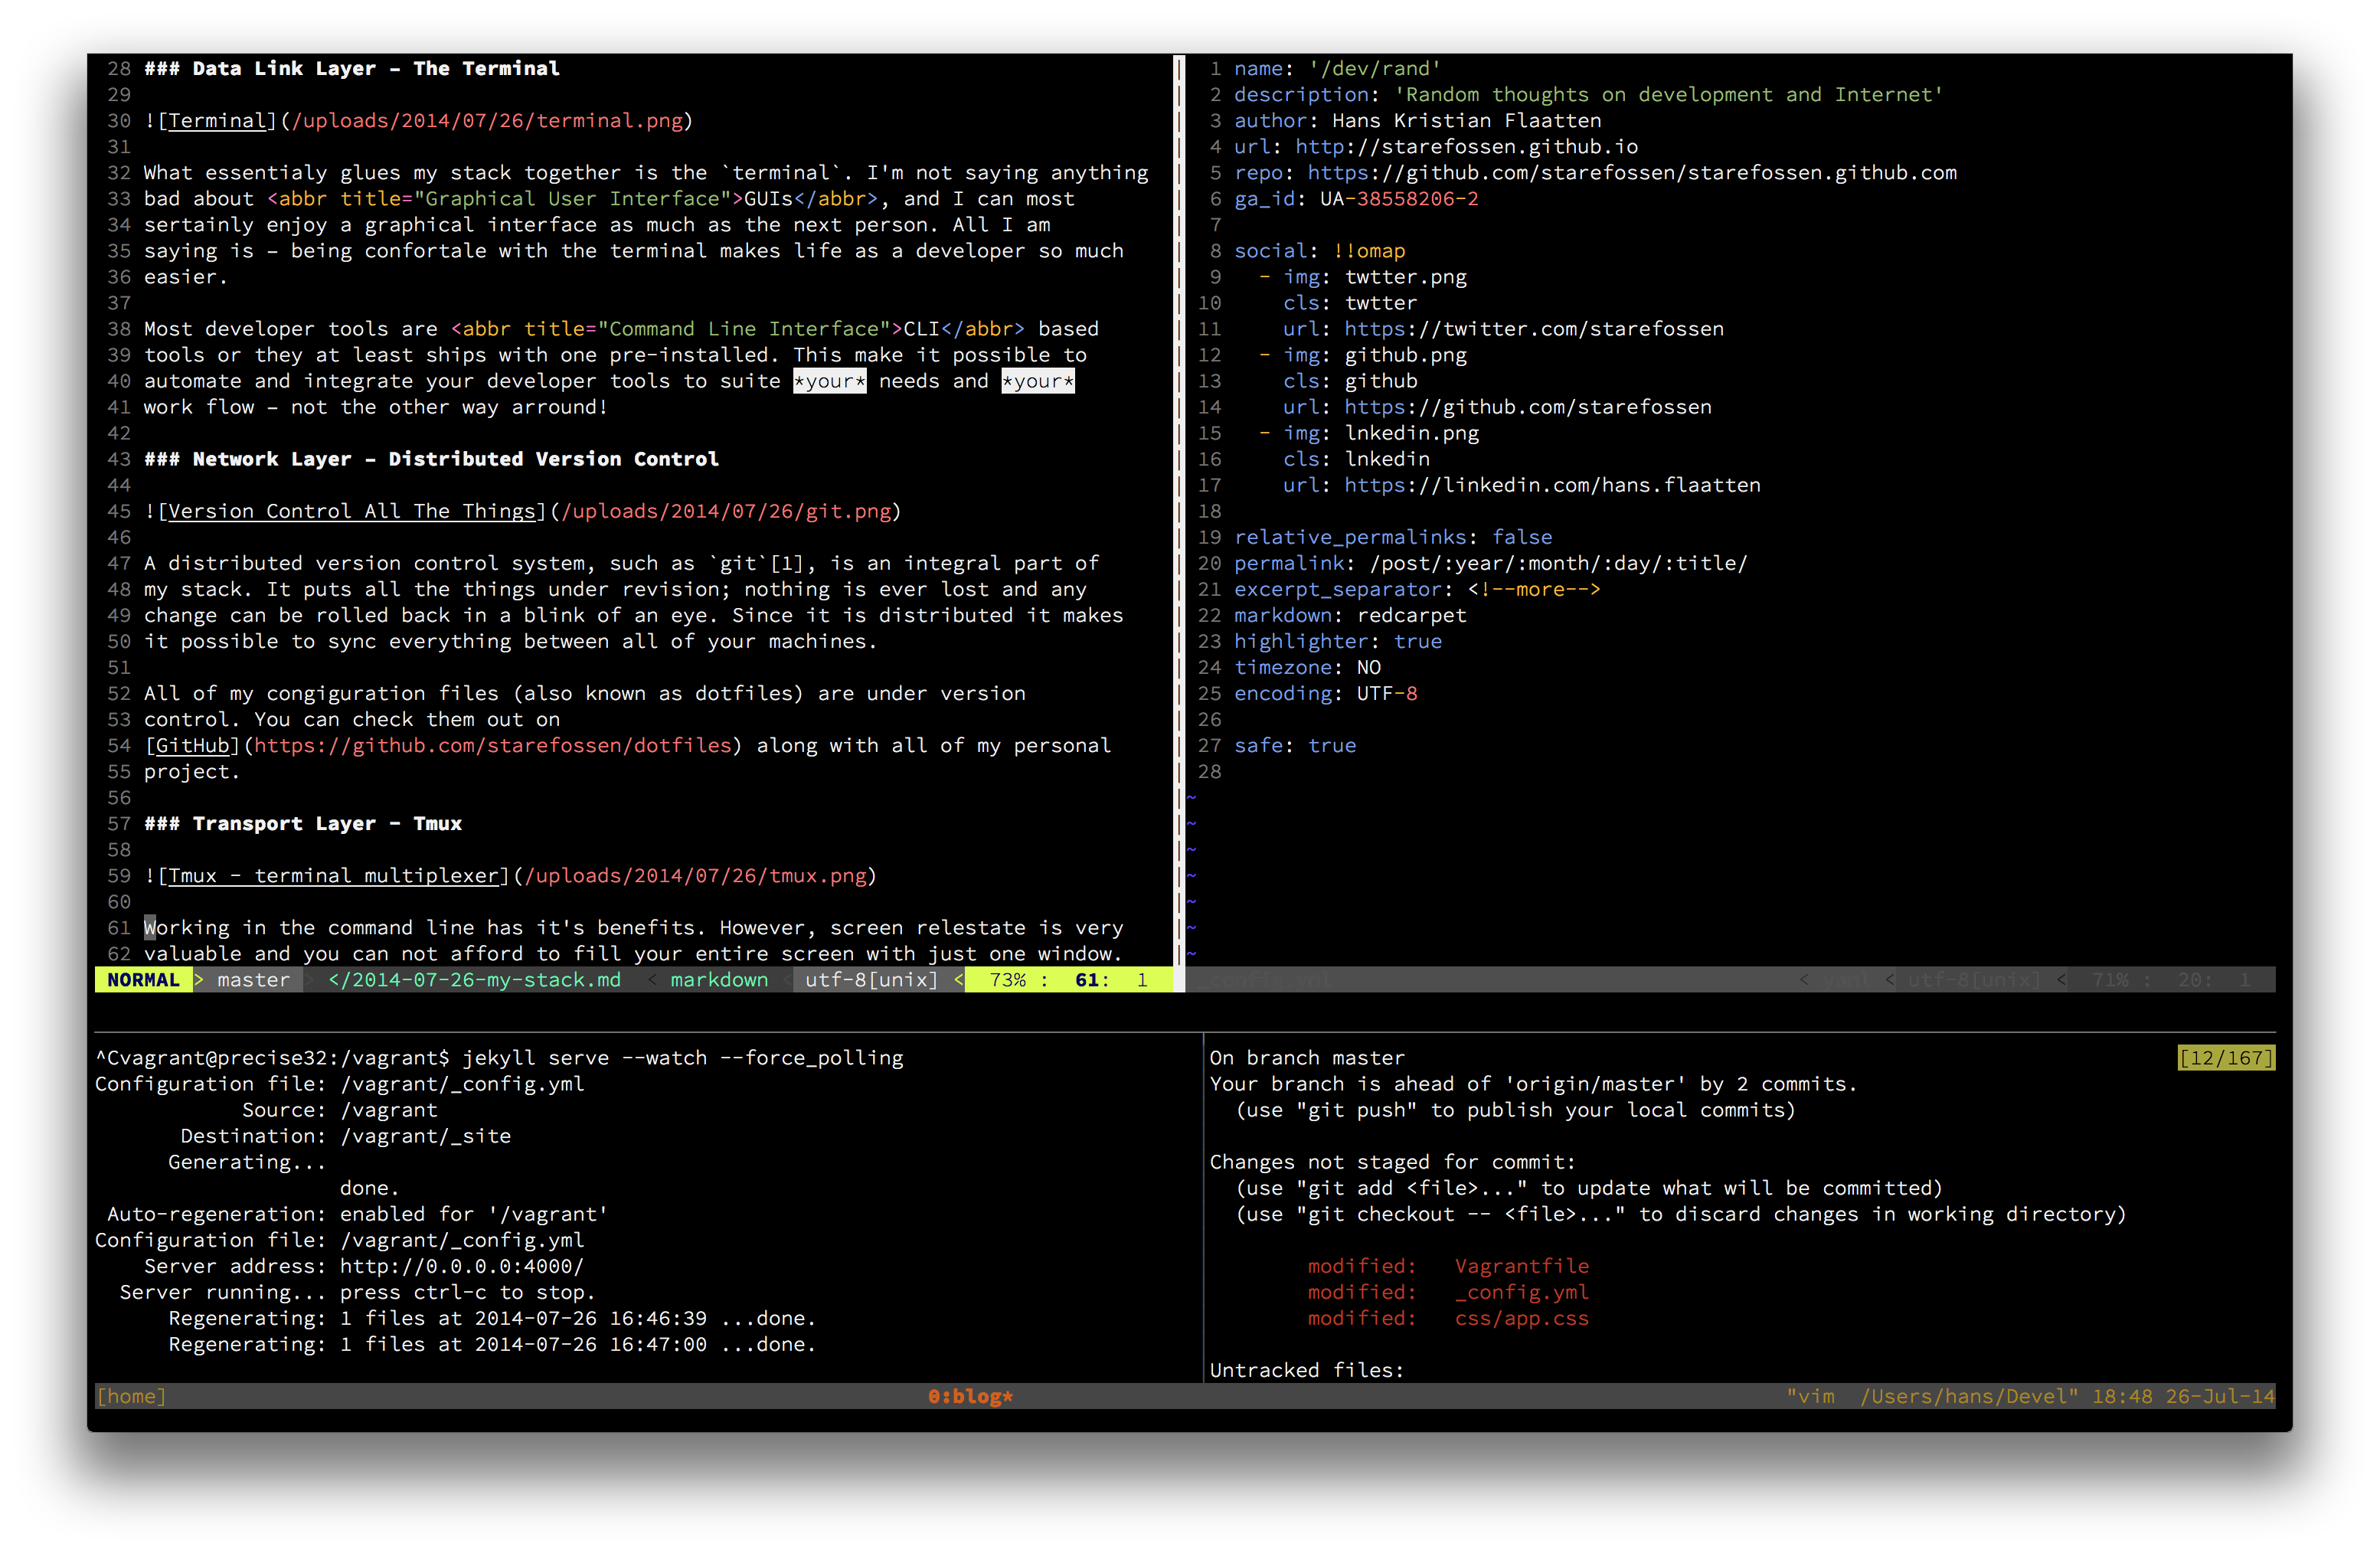 28 ### Data Link Layer – The Terminal
29
30 ![Terminal](/uploads/2014/07/26/terminal.png)
31
32 What essentialy glues my stack together is the `terminal`. I'm not saying anything
33 bad about <abbr title="Graphical User Interface">GUIs</abbr>, and I can most
34 sertainly enjoy a graphical interface as much as the next person. All I am
35 saying is – being confortale with the terminal makes life as a developer so much
36 easier.
37
38 Most developer tools are <abbr title="Command Line Interface">CLI</abbr> based
39 tools or they at least ships with one pre-installed. This make it possible to
40 automate and integrate your developer tools to suite *your* needs and *your*
41 work flow – not the other way arround!
42
43 ### Network Layer – Distributed Version Control
44
45 ![Version Control All The Things](/uploads/2014/07/26/git.png)
46
47 A distributed version control system, such as `git`[1], is an integral part of
48 my stack. It puts all the things under revision; nothing is ever lost and any
49 change can be rolled back in a blink of an eye. Since it is distributed it makes
50 it possible to sync everything between all of your machines.
51
52 All of my congiguration files (also known as dotfiles) are under version
53 control. You can check them out on
54 [GitHub](https://github.com/starefossen/dotfiles) along with all of my personal
55 project.
56
57 ### Transport Layer - Tmux
58
59 ![Tmux - terminal multiplexer](/uploads/2014/07/26/tmux.png)
60
61 Working in the command line has it's benefits. However, screen relestate is very
62 valuable and you can not afford to fill your entire screen with just one window.
NORMAL > master > </2014-07-26-my-stack.md < markdown < utf-8[unix] < 73% : 61: 1
1 name: '/dev/rand'
2 description: 'Random thoughts on development and Internet'
3 author: Hans Kristian Flaatten
4 url: http://starefossen.github.io
5 repo: https://github.com/starefossen/starefossen.github.com
6 ga_id: UA-38558206-2
7
8 social: !!omap
9 - img: twtter.png
10 cls: twtter
11 url: https://twitter.com/starefossen
12 - img: github.png
13 cls: github
14 url: https://github.com/starefossen
15 - img: lnkedin.png
16 cls: lnkedin
17 url: https://linkedin.com/hans.flaatten
18
19 relative_permalinks: false
20 permalink: /post/:year/:month/:day/:title/
21 excerpt_separator: <!--more-->
22 markdown: redcarpet
23 highlighter: true
24 timezone: NO
25 encoding: UTF-8
26
27 safe: true
28
~
~
~
~
~
~
~
_config.yml < yaml < utf-8[unix] < 71% : 20: 1
^Cvagrant@precise32:/vagrant$ jekyll serve --watch --force_polling
Configuration file: /vagrant/_config.yml
Source: /vagrant
Destination: /vagrant/_site
Generating...
done.
Auto-regeneration: enabled for '/vagrant'
Configuration file: /vagrant/_config.yml
Server address: http://0.0.0.0:4000/
Server running... press ctrl-c to stop.
Regenerating: 1 files at 2014-07-26 16:46:39 ...done.
Regenerating: 1 files at 2014-07-26 16:47:00 ...done.
On branch master [12/167]
Your branch is ahead of 'origin/master' by 2 commits.
(use "git push" to publish your local commits)

Changes not staged for commit:
(use "git add <file>..." to update what will be committed)
(use "git checkout -- <file>..." to discard changes in working directory)

modified: Vagrantfile
modified: _config.yml
modified: css/app.css

Untracked files:
[home] 0:blog* "vim /Users/hans/Devel" 18:48 26-Jul-14